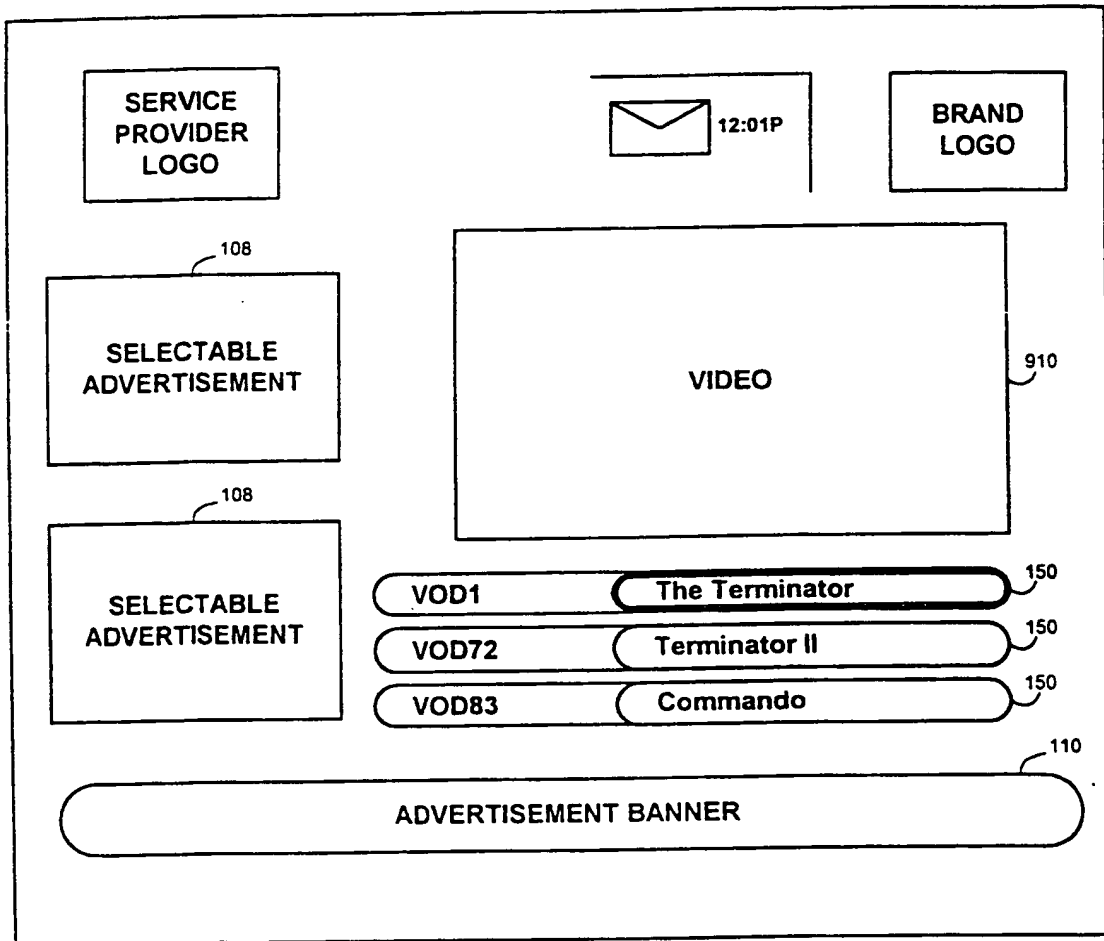 SERVICE
PROVIDER
LOGO
12:01P
BRAND
LOGO
108
SELECTABLE
ADVERTISEMENT
VIDEO
910
108
SELECTABLE
ADVERTISEMENT
VOD1 The Terminator 150
VOD72 Terminator II 150
VOD83 Commando 150
110
ADVERTISEMENT BANNER